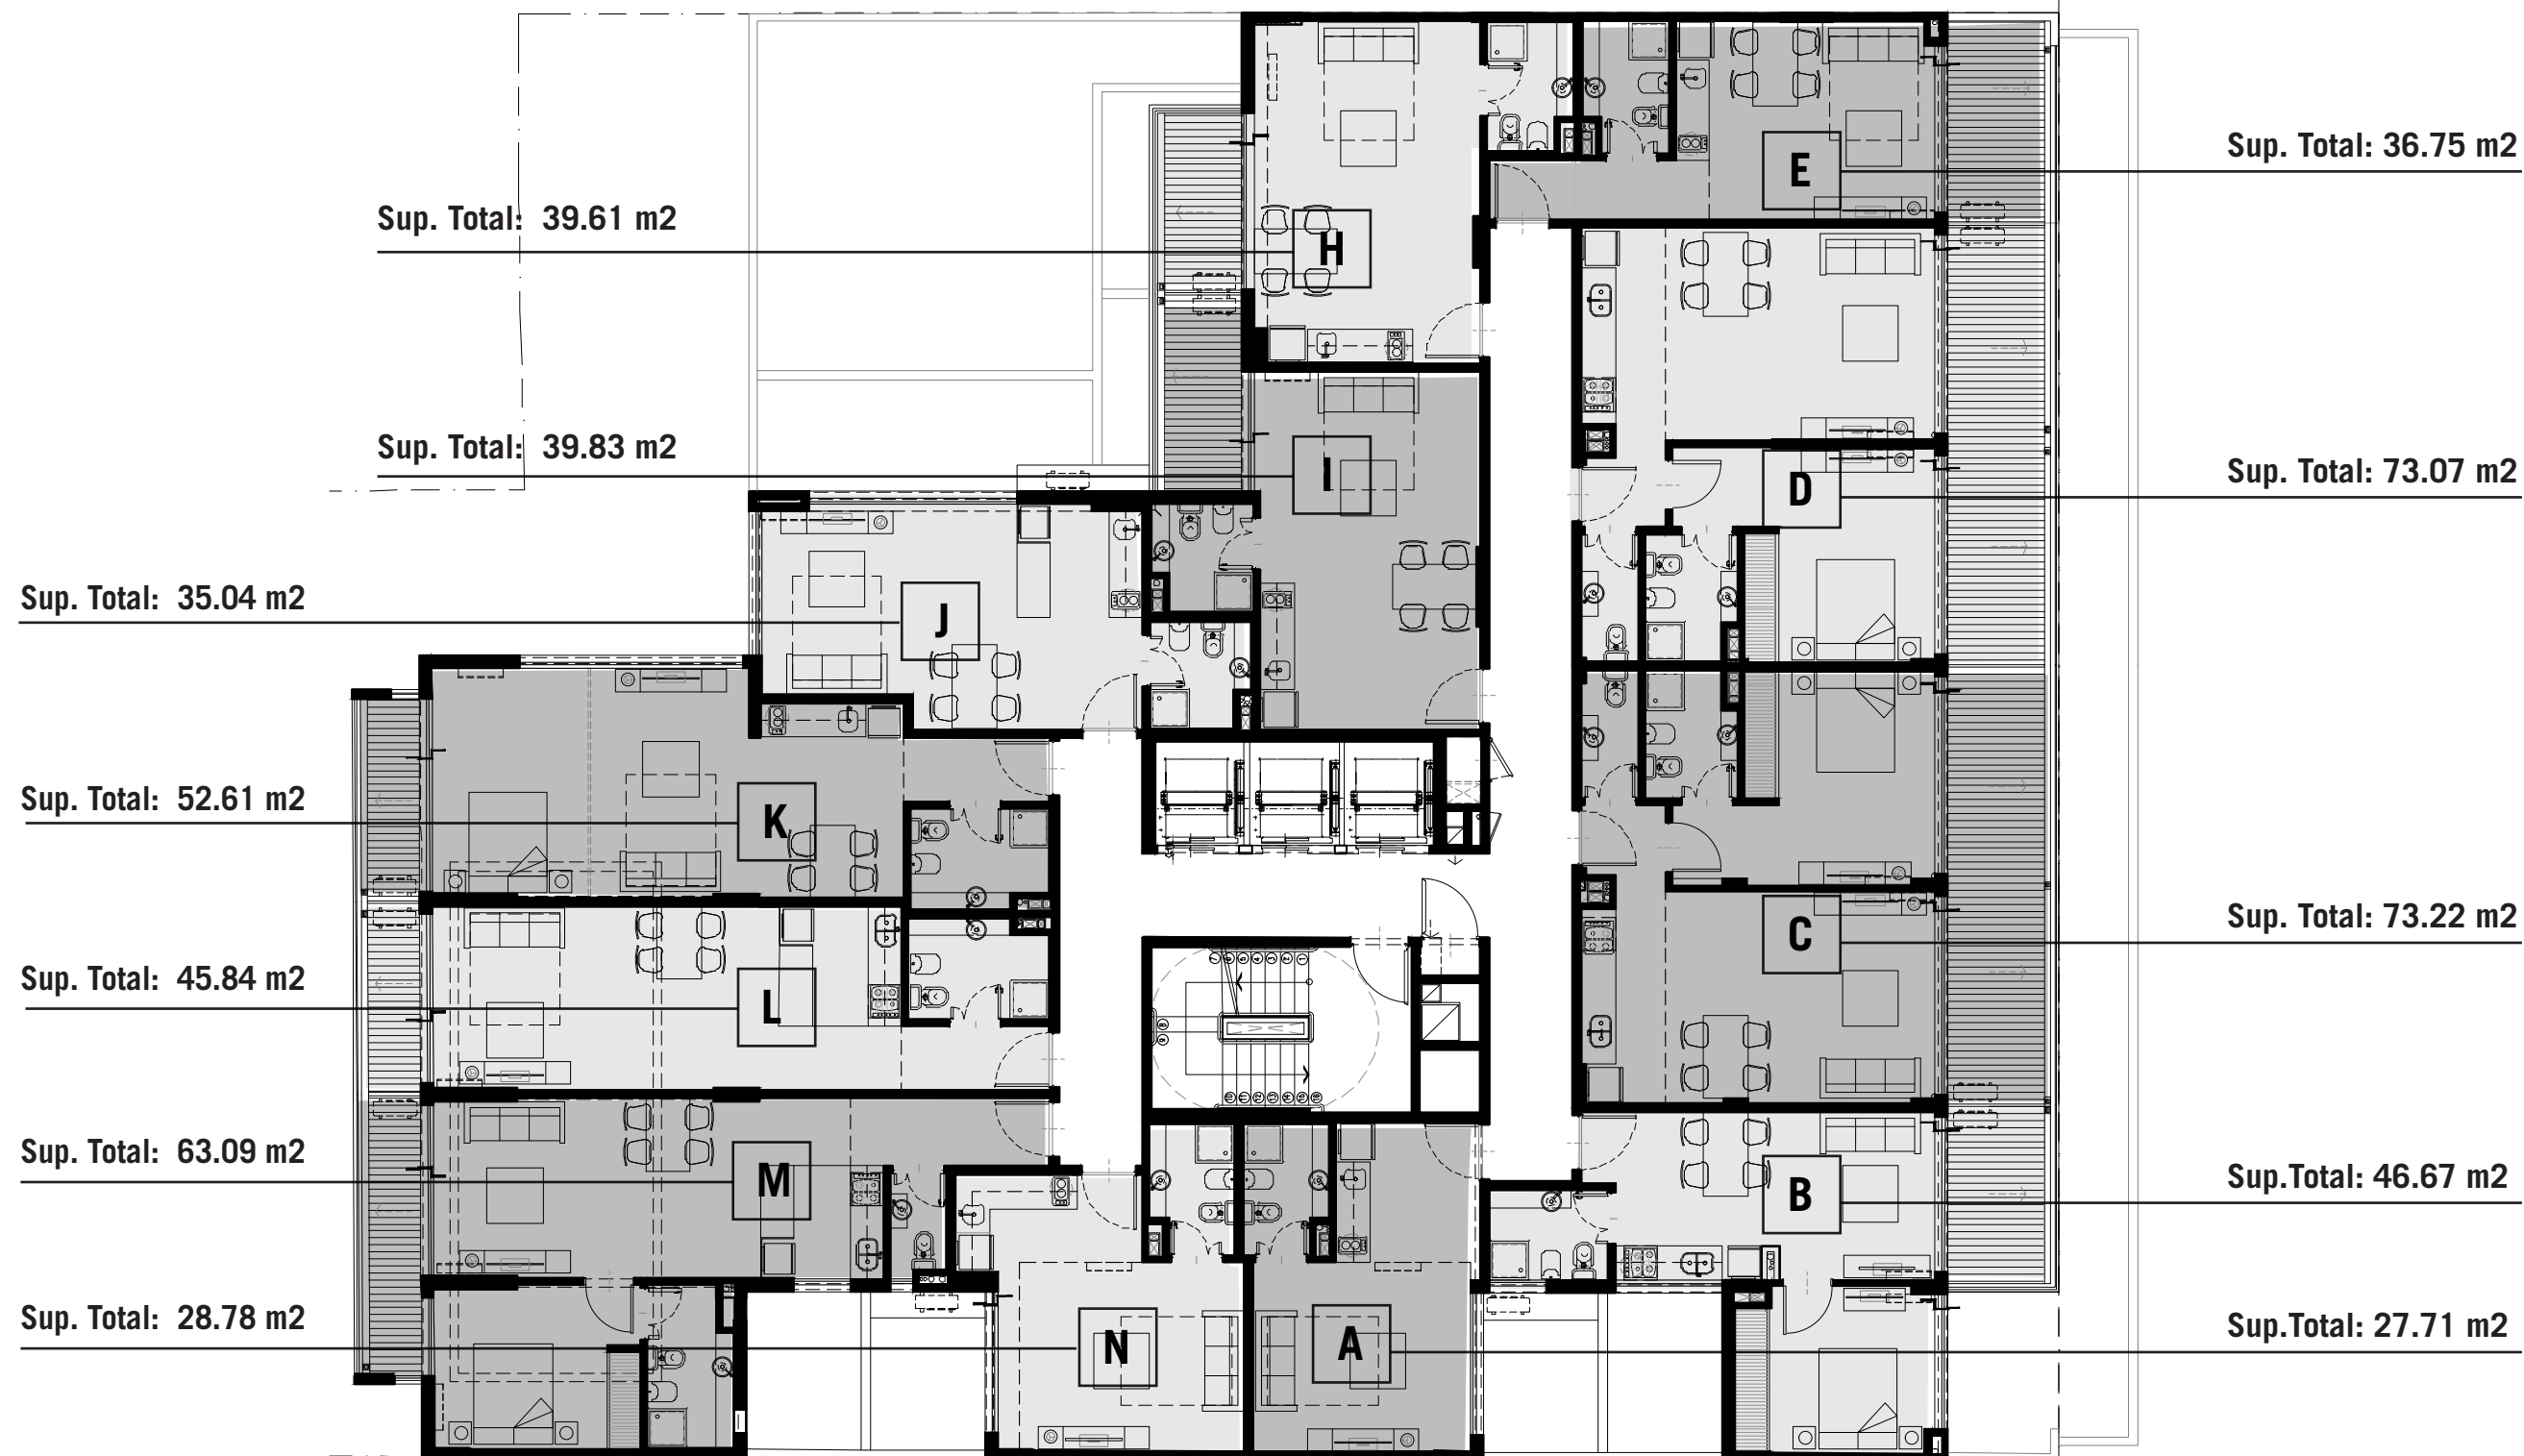 E
Sup. Total: 36.75 m2
Sup. Total: 39.61 m2
H
Sup. Total: 39.83 m2
I
D
Sup. Total: 73.07 m2
Sup. Total: 35.04 m2
J
Sup. Total: 52.61 m2
K
C
Sup. Total: 73.22 m2
Sup. Total: 45.84 m2
L
Sup. Total: 63.09 m2
M
B
Sup.Total: 46.67 m2
Sup. Total: 28.78 m2
N
A
Sup.Total: 27.71 m2